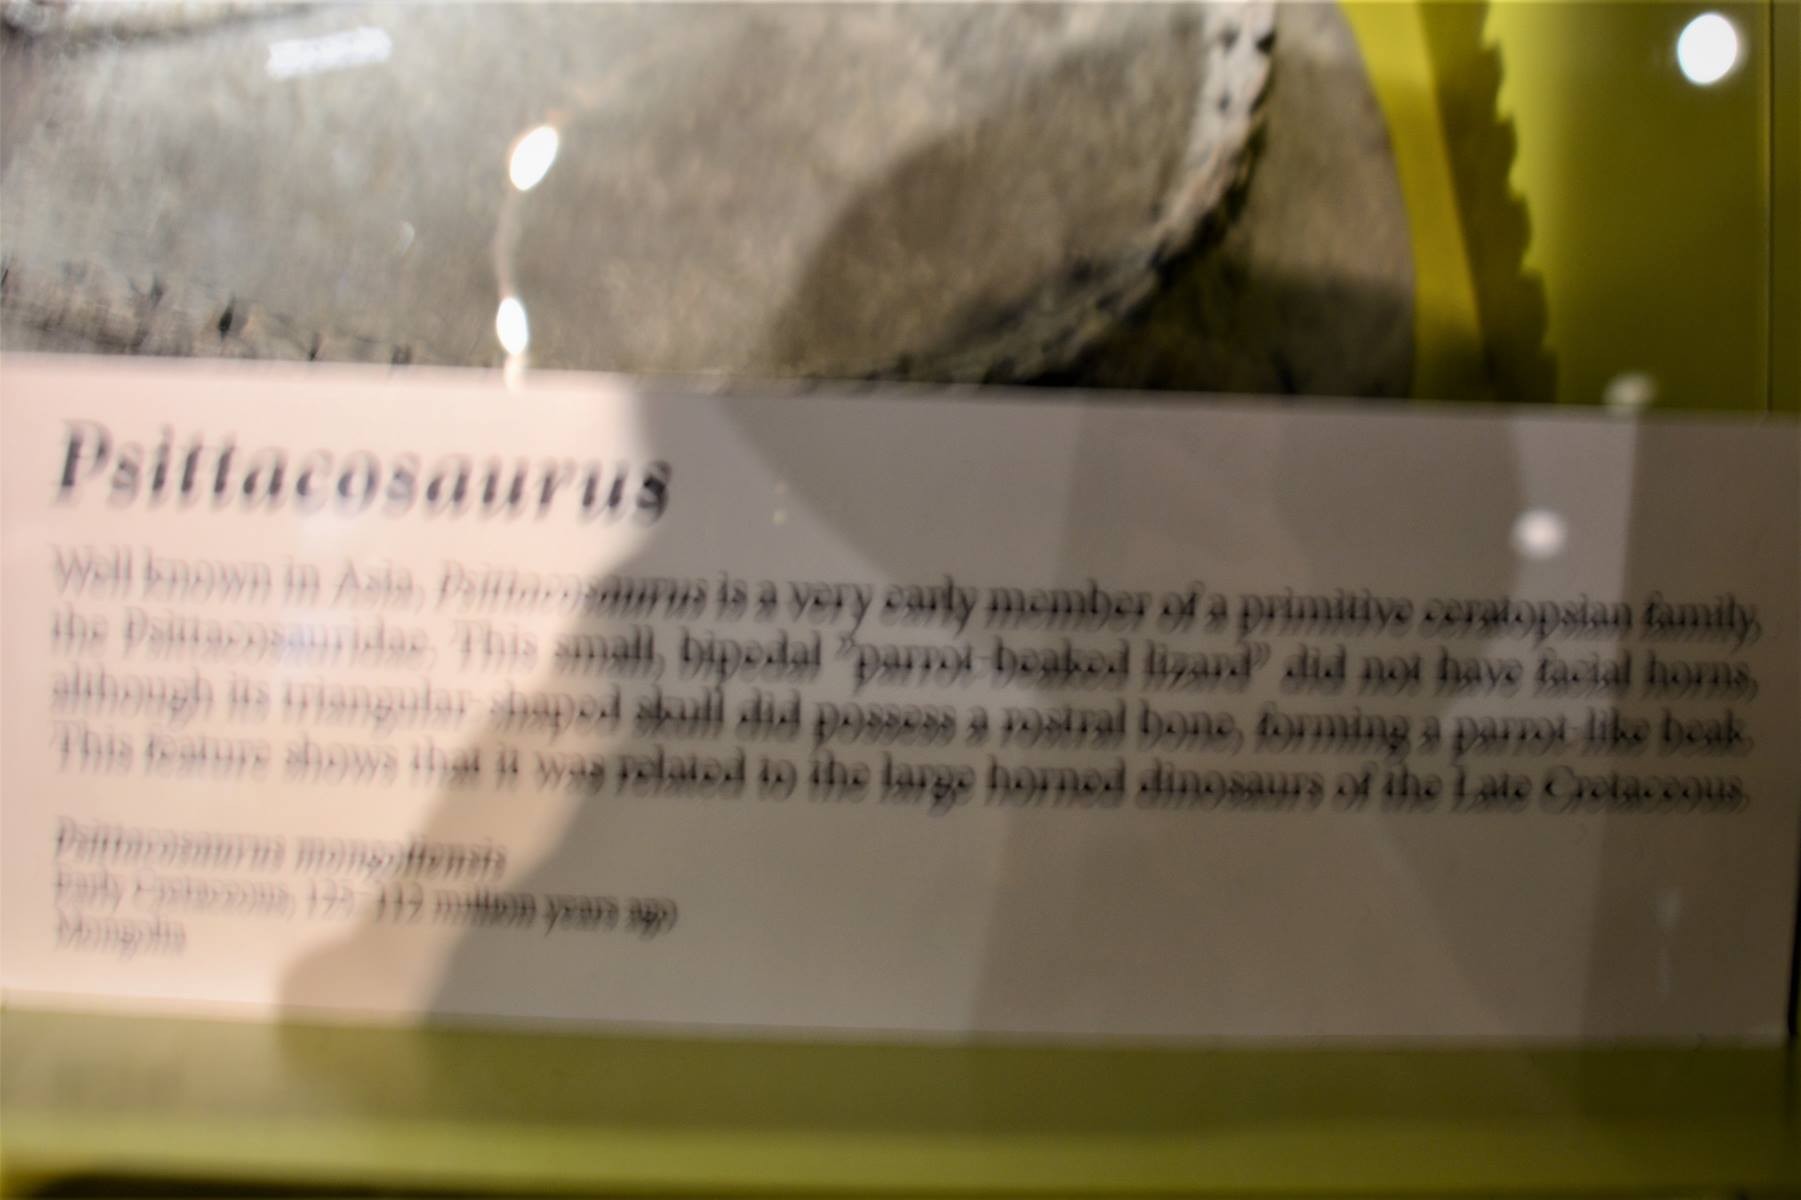 Psittacosaurus
Well known in Asia, Psittacosaurus is a very early member of a primitive ceratopsian family,
the Psittacosauridae. This small, bipedal "parrot-beaked lizard" did not have facial horns,
although its triangular-shaped skull did possess a rostral bone, forming a parrot-like beak.
This feature shows that it was related to the large horned dinosaurs of the Late Cretaceous.
Psittacosaurus mongoliensis
Early Cretaceous, 125–112 million years ago
Mongolia